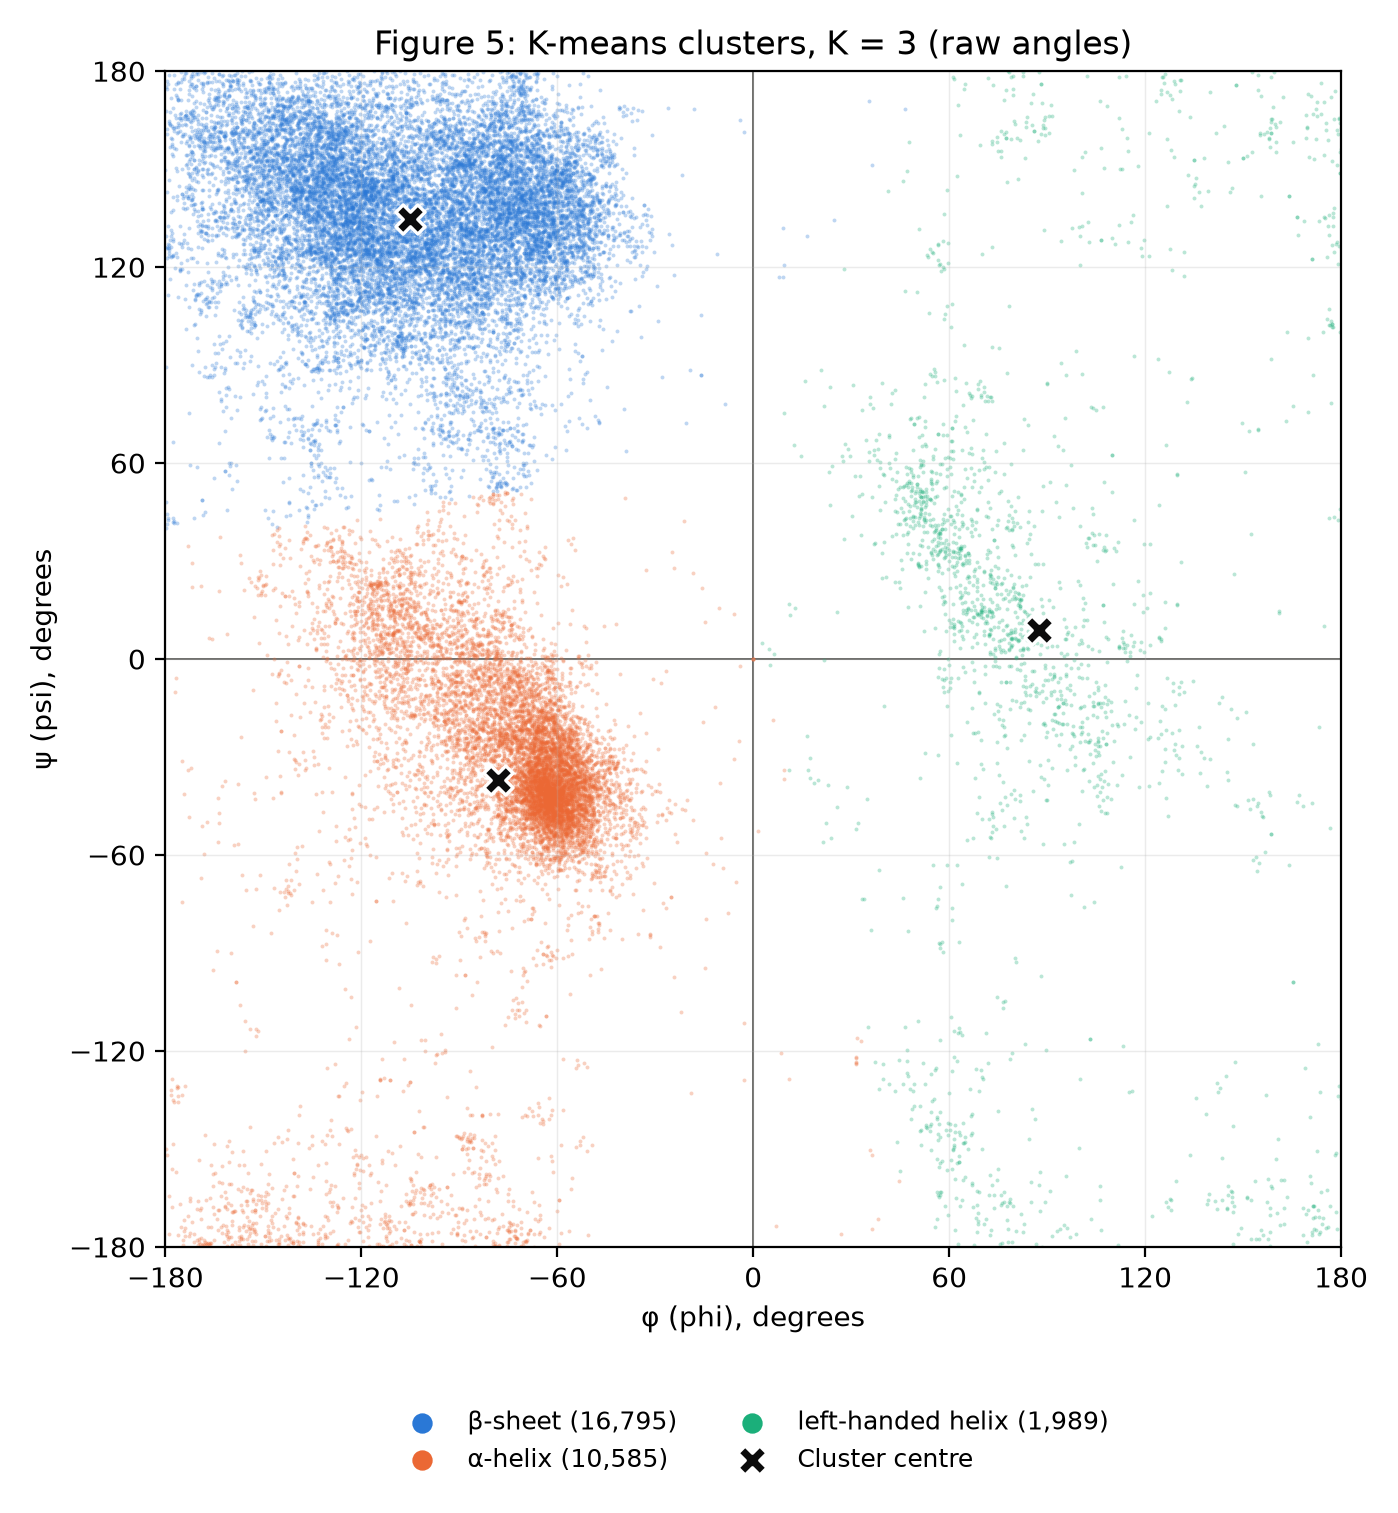 Figure 5: K-means clusters, K = 3 (raw angles)
180
120
60
0
−60
−120
−180
ψ (psi), degrees
−180 −120 −60 0 60 120 180
φ (phi), degrees
β-sheet (16,795)
α-helix (10,585)
left-handed helix (1,989)
Cluster centre